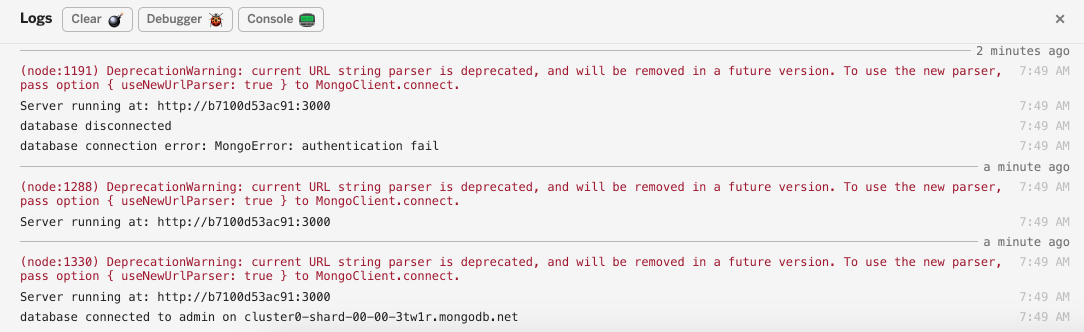 Logs Clear Debugger Console ×
2 minutes ago
(node:1191) DeprecationWarning: current URL string parser is deprecated, and will be removed in a future version. To use the new parser, 7:49 AM
pass option { useNewUrlParser: true } to MongoClient.connect.
Server running at: http://b7100d53ac91:3000 7:49 AM
database disconnected 7:49 AM
database connection error: MongoError: authentication fail 7:49 AM
a minute ago
(node:1288) DeprecationWarning: current URL string parser is deprecated, and will be removed in a future version. To use the new parser, 7:49 AM
pass option { useNewUrlParser: true } to MongoClient.connect.
Server running at: http://b7100d53ac91:3000 7:49 AM
a minute ago
(node:1330) DeprecationWarning: current URL string parser is deprecated, and will be removed in a future version. To use the new parser, 7:49 AM
pass option { useNewUrlParser: true } to MongoClient.connect.
Server running at: http://b7100d53ac91:3000 7:49 AM
database connected to admin on cluster0-shard-00-00-3tw1r.mongodb.net 7:49 AM